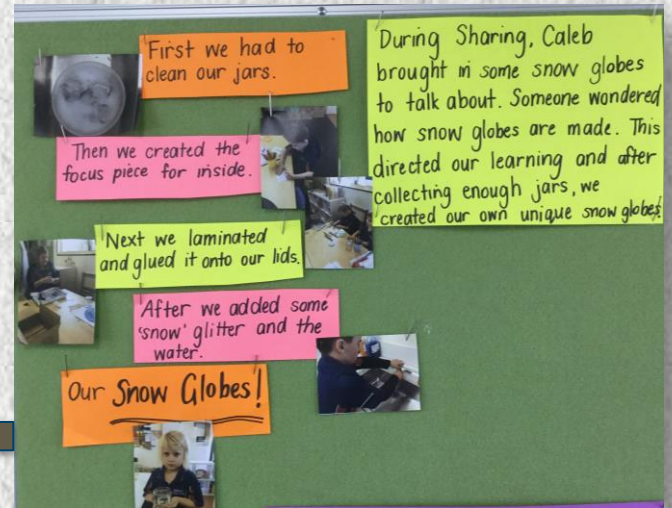 First we had to
clean our jars.
Then we created the
focus piece for inside.
Next we laminated
and glued it onto our lids.
After we added some
'snow' glitter and the
water.
Our Snow Globes!
During Sharing, Caleb
brought in some snow globes
to talk about. Someone wondered
how snow globes are made. This
directed our learning and after
collecting enough jars, we
created our own unique snow globes